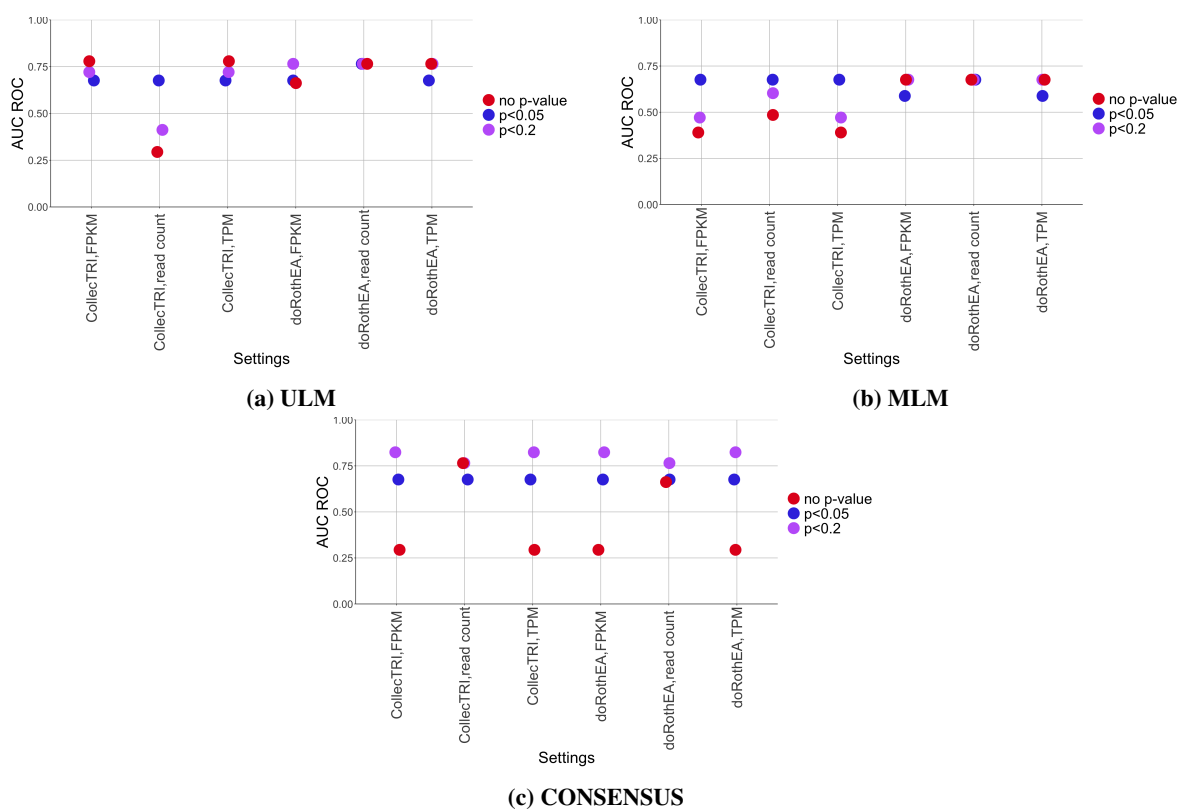 1.00
0.75
0.50
0.25
0.00
AUC ROC
CollecTRI,FPKM
CollecTRI,read count
CollecTRI,TPM
doRothEA,FPKM
doRothEA,read count
doRothEA,TPM
Settings
no p-value
p<0.05
p<0.2
(a) ULM
1.00
0.75
0.50
0.25
0.00
AUC ROC
CollecTRI,FPKM
CollecTRI,read count
CollecTRI,TPM
doRothEA,FPKM
doRothEA,read count
doRothEA,TPM
Settings
no p-value
p<0.05
p<0.2
(b) MLM
1.00
0.75
0.50
0.25
0.00
AUC ROC
CollecTRI,FPKM
CollecTRI,read count
CollecTRI,TPM
doRothEA,FPKM
doRothEA,read count
doRothEA,TPM
Settings
no p-value
p<0.05
p<0.2
(c) CONSENSUS